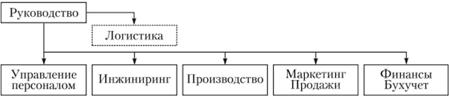 Руководство
Логистика
Управление
персоналом
Инжиниринг
Производство
Маркетинг
Продажи
Финансы
Бухучет